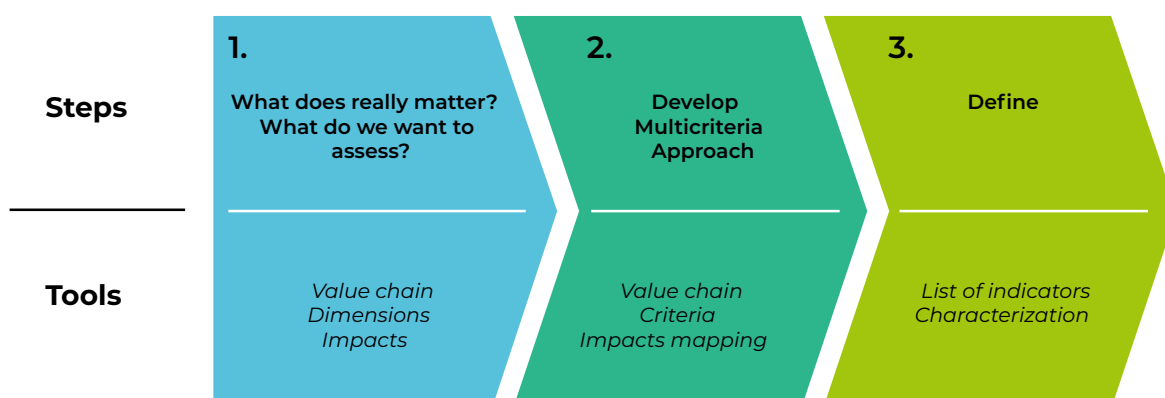 Steps
1.
What does really matter?
What do we want to
assess?
2.
Develop
Multicriteria
Approach
3.
Define
Tools
Value chain
Dimensions
Impacts
Value chain
Criteria
Impacts mapping
List of indicators
Characterization